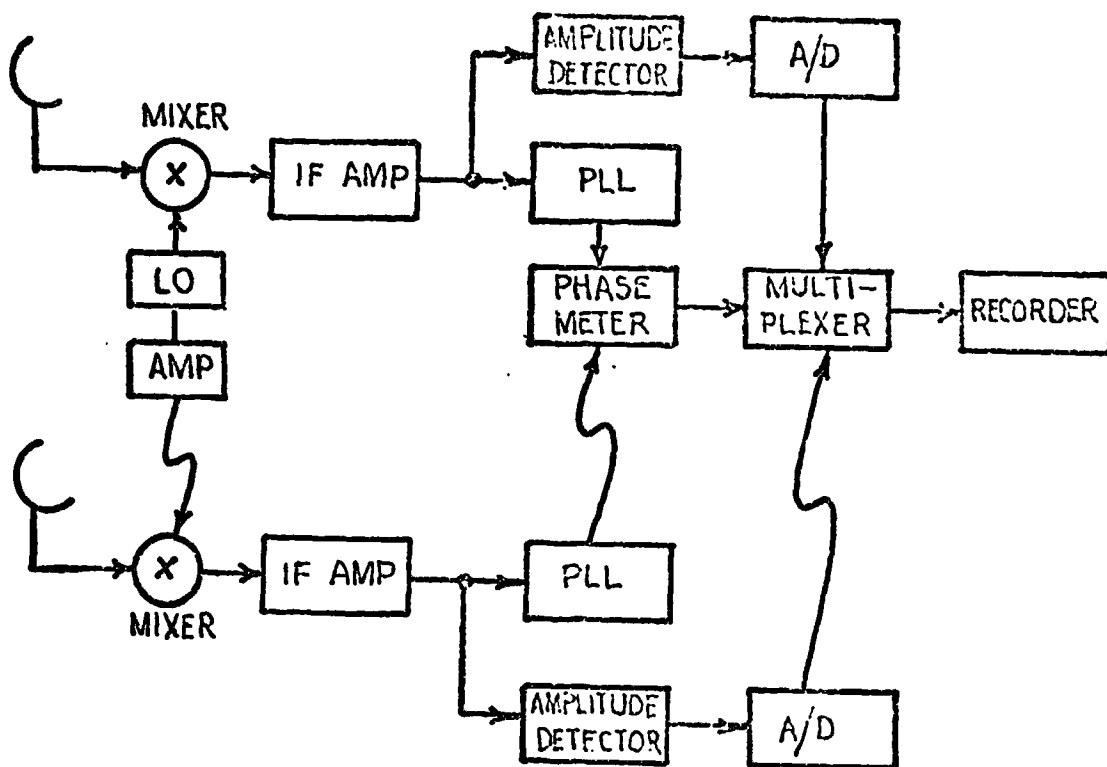 AMPLITUDE
DETECTOR
A/D
MIXER
X
IF AMP
PLL
LO
PHASE
METER
MULTI-
PLEXER
RECORDER
AMP
X
MIXER
IF AMP
PLL
AMPLITUDE
DETECTOR
A/D